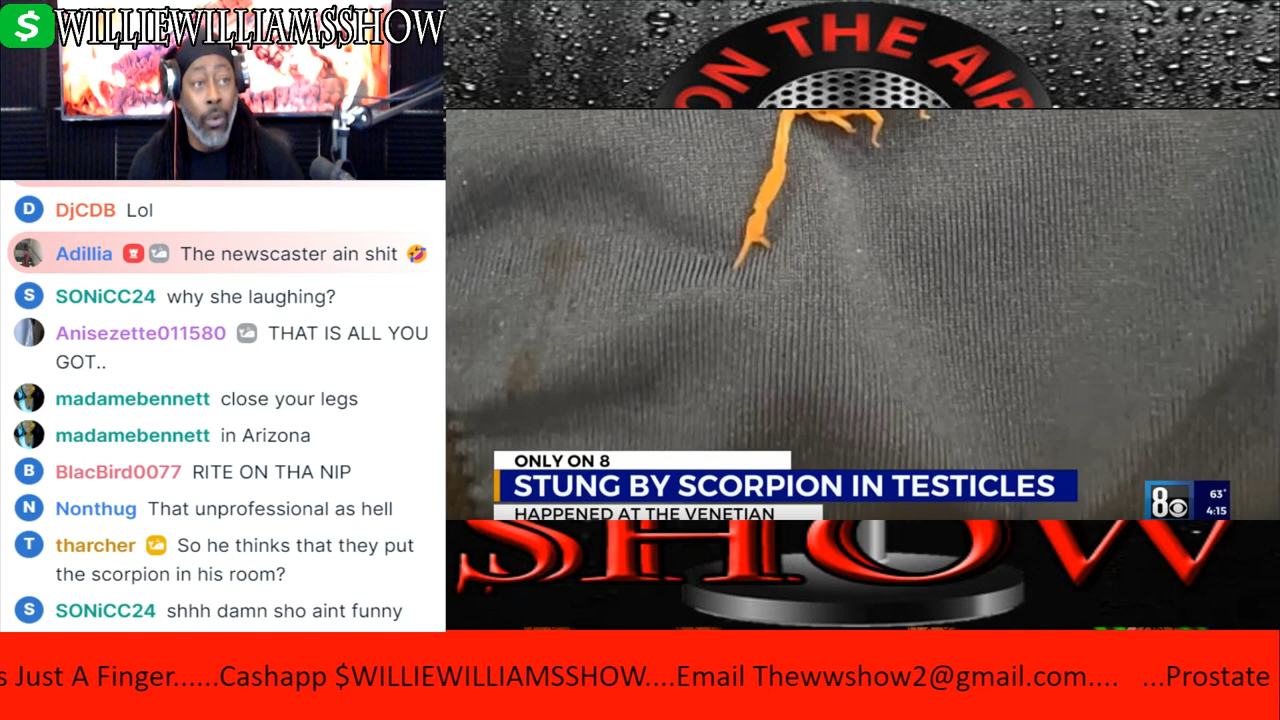 $ WILLIEWILLIAMSSHOW
ON THE AIR
D DjCDB Lol
Adillia The newscaster ain shit 🤣
S SONiCC24 why she laughing?
Anisezette011580 THAT IS ALL YOU
GOT..
madamebennett close your legs
madamebennett in Arizona
B BlacBird0077 RITE ON THA NIP
N Nonthug That unprofessional as hell
T tharcher So he thinks that they put
the scorpion in his room?
S SONiCC24 shhh damn sho aint funny
ONLY ON 8
STUNG BY SCORPION IN TESTICLES
HAPPENED AT THE VENETIAN
8 63°
4:15
SHOW
s Just A Finger......Cashapp $WILLIEWILLIAMSSHOW....Email Thewwshow2@gmail.com.... ...Prostate